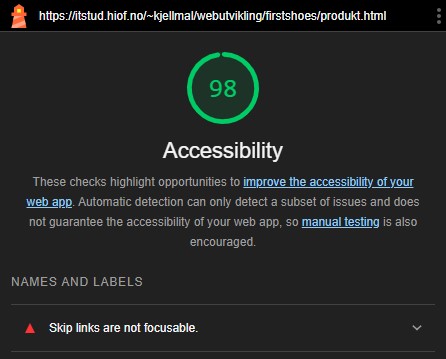 https://itstud.hiof.no/~kjellmal/webutvikling/firstshoes/produkt.html
98
Accessibility
These checks highlight opportunities to improve the accessibility of your
web app. Automatic detection can only detect a subset of issues and does
not guarantee the accessibility of your web app, so manual testing is also
encouraged.
NAMES AND LABELS
Skip links are not focusable.